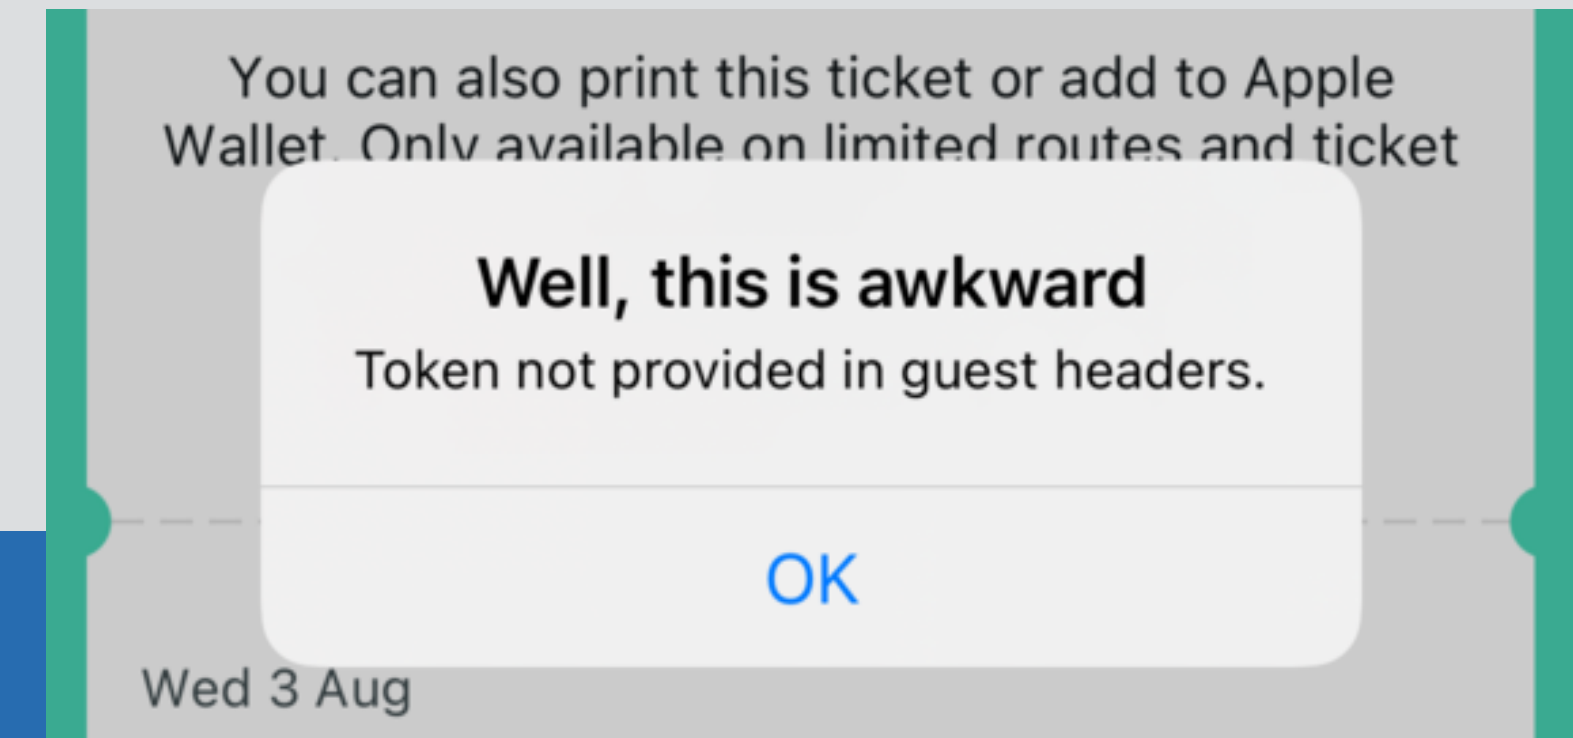 You can also print this ticket or add to Apple
Wallet. Only available on limited routes and ticket
Well, this is awkward
Token not provided in guest headers.
OK
Wed 3 Aug